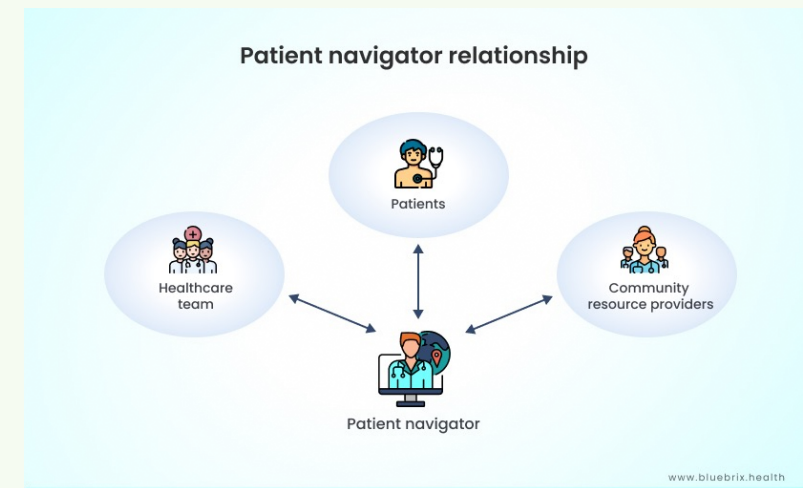 Patient navigator relationship
Patients
Healthcare
team
Community
resource providers
Patient navigator
www.bluebrix.health